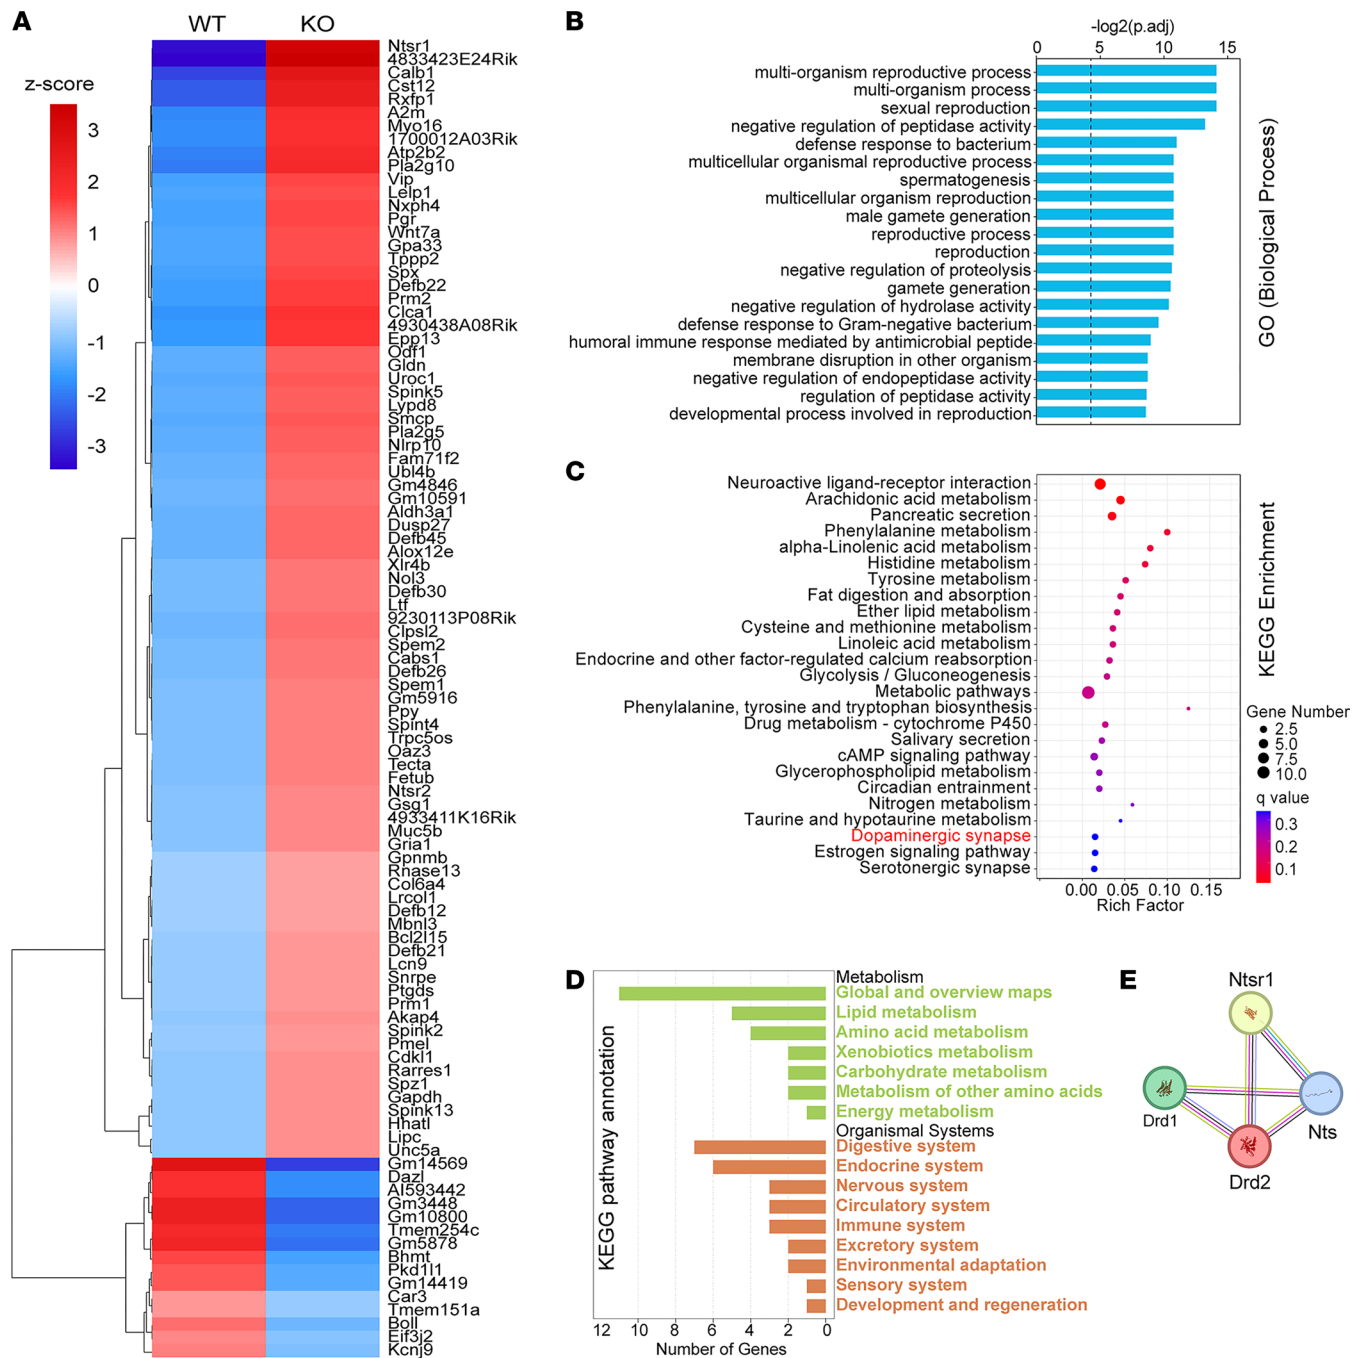 A
WT
KO
z-score
3
2
1
0
-1
-2
-3
Ntsr1
4833423E24Rik
Calb1
Cst12
Rxfp1
A2m
Myo16
1700012A03Rik
Atp2b2
Pla2g10
Vip
Lelp1
Nxph4
Pgr
Wnt7a
Gpa33
Tppp2
Spx
Defb22
Prm2
Clca1
4930438A08Rik
Epp13
Odf1
Gldn
Uroc1
Spink5
Lypd8
Smcp
Pla2g5
Nlrp10
Fam71f2
Ubl4b
Gm4846
Gm10591
Aldh3a1
Dusp27
Defb45
Alox12e
Xlr4b
Nol3
Defb30
Ltf
9230113P08Rik
Clpsl2
Spem2
Cabs1
Defb26
Spem1
Gm5916
Ppy
Spint4
Trpc5os
Oaz3
Tecta
Fetub
Ntsr2
Gsg1
4933411K16Rik
Muc5b
Gria1
Gpnmb
Rnase13
Col6a4
Lrcol1
Defb12
Mbnl3
Bcl2l15
Defb21
Lcn9
Snrpe
Ptgds
Prm1
Akap4
Spink2
Pmel
Cdkl1
Rarres1
Spz1
Gapdh
Spink13
Hhatl
Lipc
Unc5a
Gm14569
Dazl
AI593442
Gm3448
Gm10800
Tmem254c
Gm5878
Bhmt
Pkd1l1
Gm14419
Car3
Tmem151a
Boll
Eif3j2
Kcnj9
B
-log2(p.adj)
0 5 10 15
multi-organism reproductive process
multi-organism process
sexual reproduction
negative regulation of peptidase activity
defense response to bacterium
multicellular organismal reproductive process
spermatogenesis
multicellular organism reproduction
male gamete generation
reproductive process
reproduction
negative regulation of proteolysis
gamete generation
negative regulation of hydrolase activity
defense response to Gram-negative bacterium
humoral immune response mediated by antimicrobial peptide
membrane disruption in other organism
negative regulation of endopeptidase activity
regulation of peptidase activity
developmental process involved in reproduction
GO (Biological Process)
C
Neuroactive ligand-receptor interaction
Arachidonic acid metabolism
Pancreatic secretion
Phenylalanine metabolism
alpha-Linolenic acid metabolism
Histidine metabolism
Tyrosine metabolism
Fat digestion and absorption
Ether lipid metabolism
Cysteine and methionine metabolism
Linoleic acid metabolism
Endocrine and other factor-regulated calcium reabsorption
Glycolysis / Gluconeogenesis
Metabolic pathways
Phenylalanine, tyrosine and tryptophan biosynthesis
Drug metabolism - cytochrome P450
Salivary secretion
cAMP signaling pathway
Glycerophospholipid metabolism
Circadian entrainment
Nitrogen metabolism
Taurine and hypotaurine metabolism
Dopaminergic synapse
Estrogen signaling pathway
Serotonergic synapse
0.00 0.05 0.10 0.15
Rich Factor
KEGG Enrichment
Gene Number
2.5
5.0
7.5
10.0
q value
0.3
0.2
0.1
D
KEGG pathway annotation
Metabolism
Global and overview maps
Lipid metabolism
Amino acid metabolism
Xenobiotics metabolism
Carbohydrate metabolism
Metabolism of other amino acids
Energy metabolism
Organismal Systems
Digestive system
Endocrine system
Nervous system
Circulatory system
Immune system
Excretory system
Environmental adaptation
Sensory system
Development and regeneration
12 10 8 6 4 2 0
Number of Genes
E
Ntsr1
Drd1
Nts
Drd2